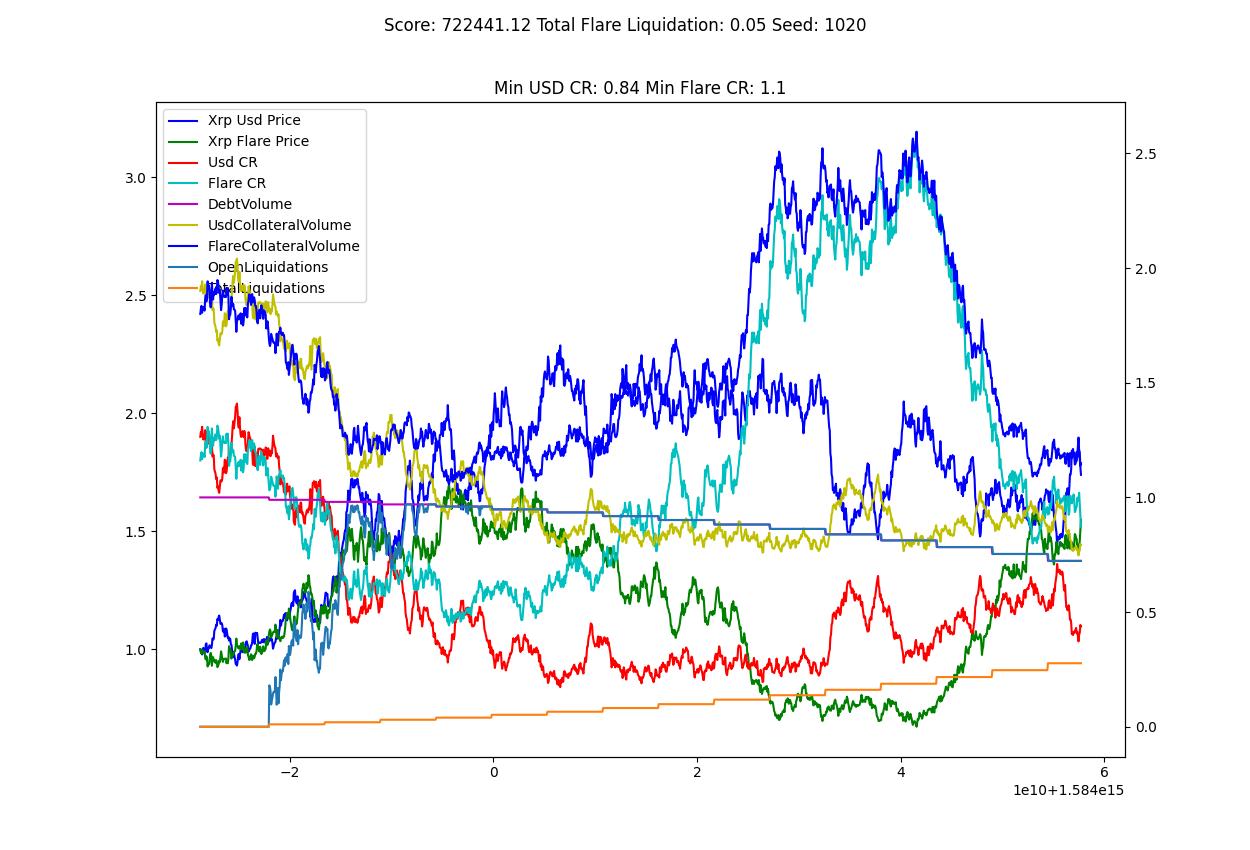 Score: 722441.12 Total Flare Liquidation: 0.05 Seed: 1020
Min USD CR: 0.84 Min Flare CR: 1.1
Xrp Usd Price
Xrp Flare Price
Usd CR
Flare CR
DebtVolume
UsdCollateralVolume
FlareCollateralVolume
OpenLiquidations
TotalLiquidations
3.0
2.5
2.0
1.5
1.0
2.5
2.0
1.5
1.0
0.5
0.0
−2
0
2
4
6
1e10+1.584e15